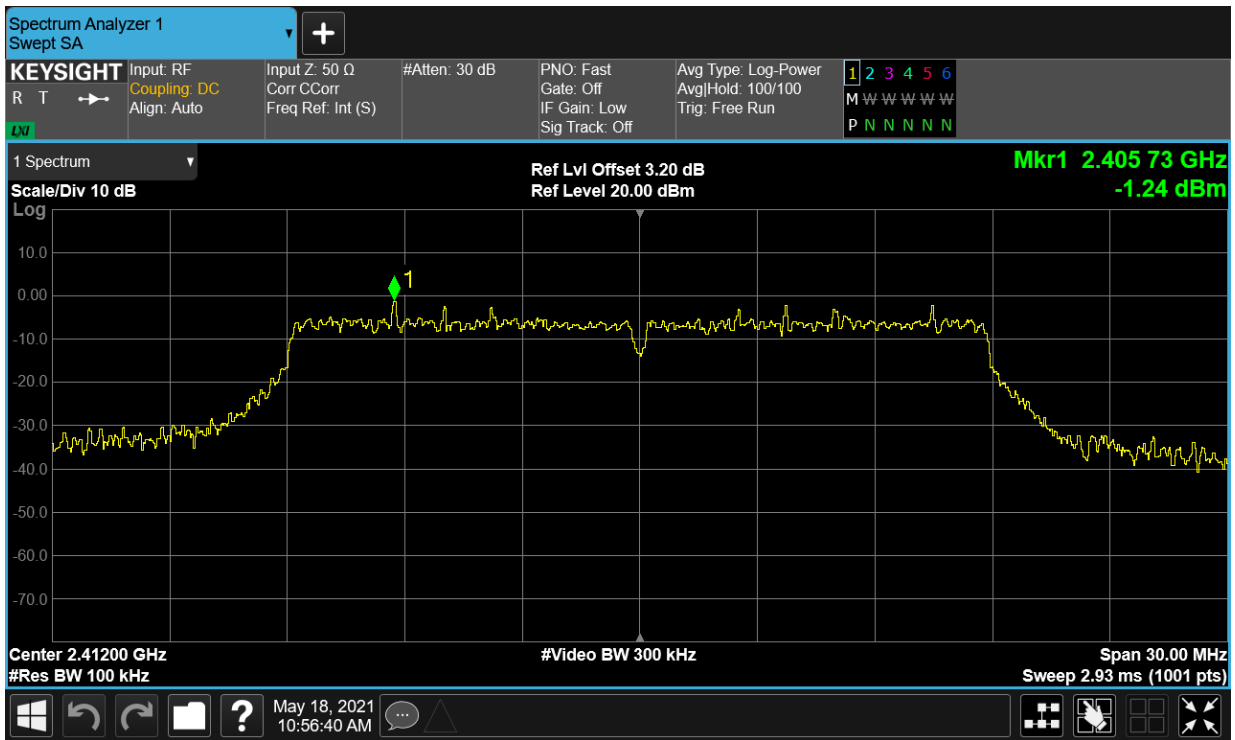 Spectrum Analyzer 1
Swept SA
KEYSIGHT
R T
LXI
Input: RF
Coupling: DC
Align: Auto
Input Z: 50 Ω
Corr CCorr
Freq Ref: Int (S)
#Atten: 30 dB
PNO: Fast
Gate: Off
IF Gain: Low
Sig Track: Off
Avg Type: Log-Power
Avg|Hold: 100/100
Trig: Free Run
1 2 3 4 5 6
M W W W W W
P N N N N N
1 Spectrum
Scale/Div 10 dB
Log
Ref Lvl Offset 3.20 dB
Ref Level 20.00 dBm
Mkr1 2.405 73 GHz
-1.24 dBm
10.0
0.00
-10.0
-20.0
-30.0
-40.0
-50.0
-60.0
-70.0
1
Center 2.41200 GHz
#Res BW 100 kHz
#Video BW 300 kHz
Span 30.00 MHz
Sweep 2.93 ms (1001 pts)
?
May 18, 2021
10:56:40 AM